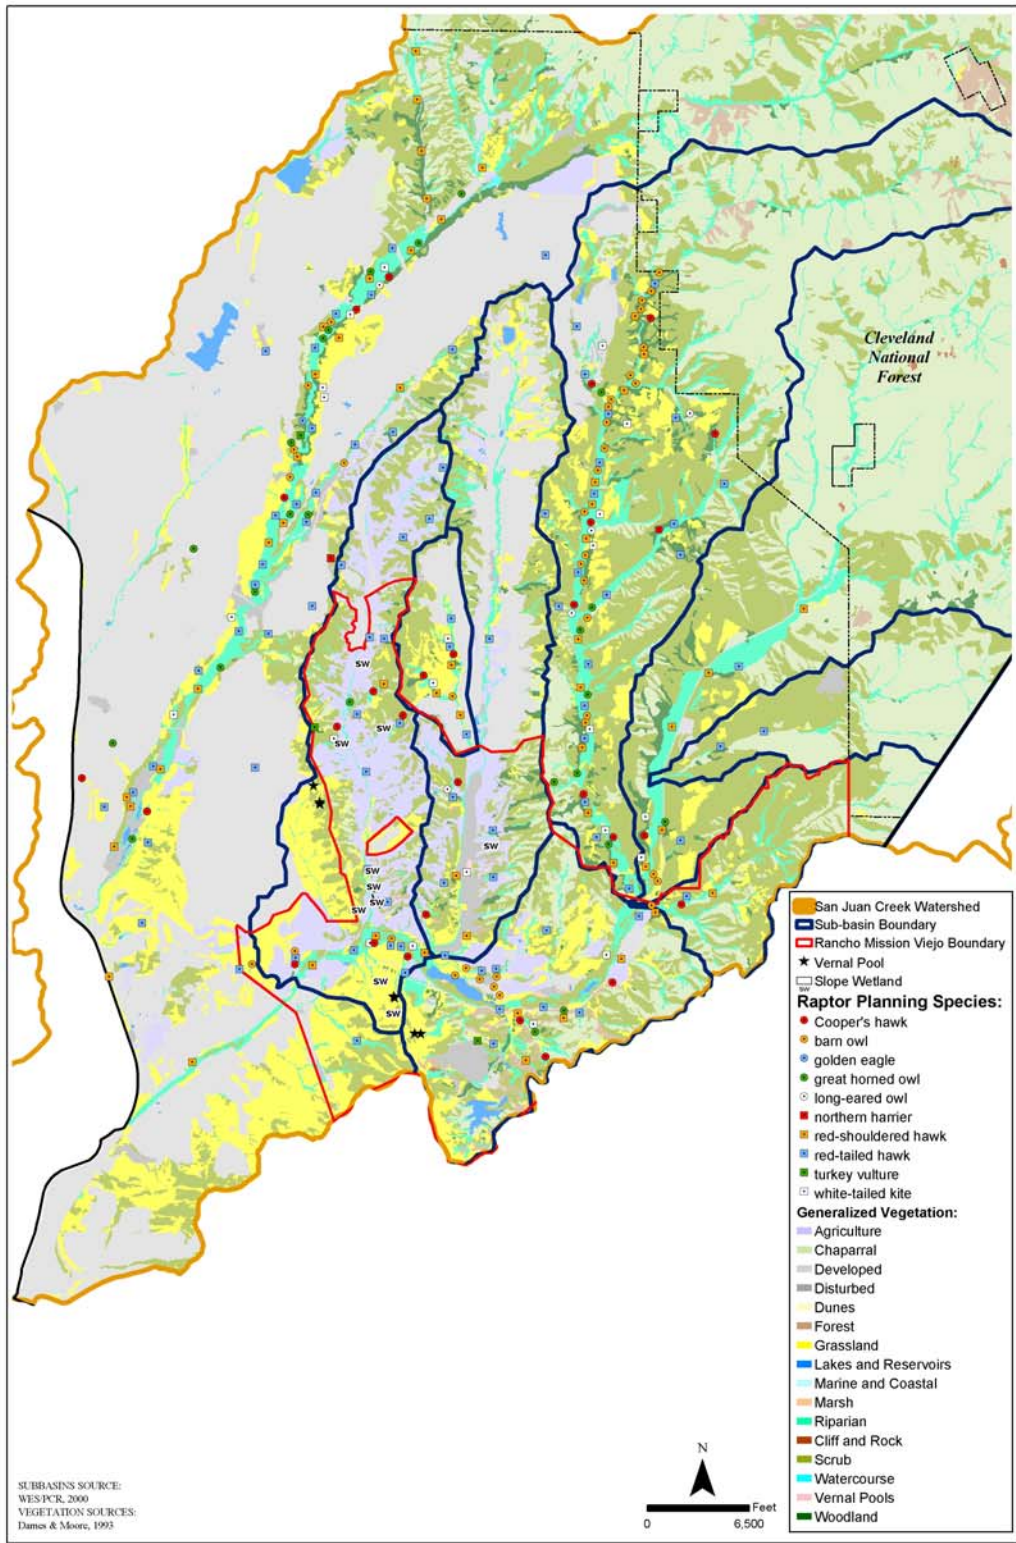 Cleveland
National
Forest
SW
SW
SW
SW
SW
SW
SW
SW
SW
SW
San Juan Creek Watershed
Sub-basin Boundary
Rancho Mission Viejo Boundary
Vernal Pool
SW Slope Wetland
Raptor Planning Species:
Cooper's hawk
barn owl
golden eagle
great horned owl
long-eared owl
northern harrier
red-shouldered hawk
red-tailed hawk
turkey vulture
white-tailed kite
Generalized Vegetation:
Agriculture
Chaparral
Developed
Disturbed
Dunes
Forest
Grassland
Lakes and Reservoirs
Marine and Coastal
Marsh
Riparian
Cliff and Rock
Scrub
Watercourse
Vernal Pools
Woodland
N
Feet
0 6,500
SUBBASINS SOURCE:
WES/PCR, 2000
VEGETATION SOURCES:
Dames & Moore, 1993